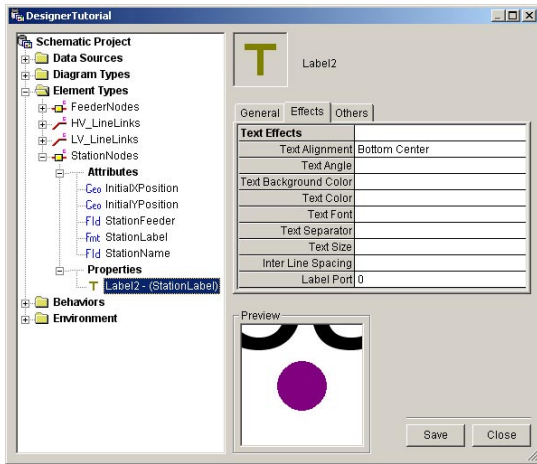 DesignerTutorial
Schematic Project
Data Sources
Diagram Types
Element Types
FeederNodes
HV_LineLinks
LV_LineLinks
StationNodes
Attributes
Geo InitialXPosition
Geo InitialYPosition
Fld StationFeeder
Fmt StationLabel
Fld StationName
Properties
T Label2 - (StationLabel)
Behaviors
Environment
T Label2
General Effects Others
Text Effects
Text Alignment Bottom Center
Text Angle
Text Background Color
Text Color
Text Font
Text Separator
Text Size
Inter Line Spacing
Label Port 0
Preview
Save Close